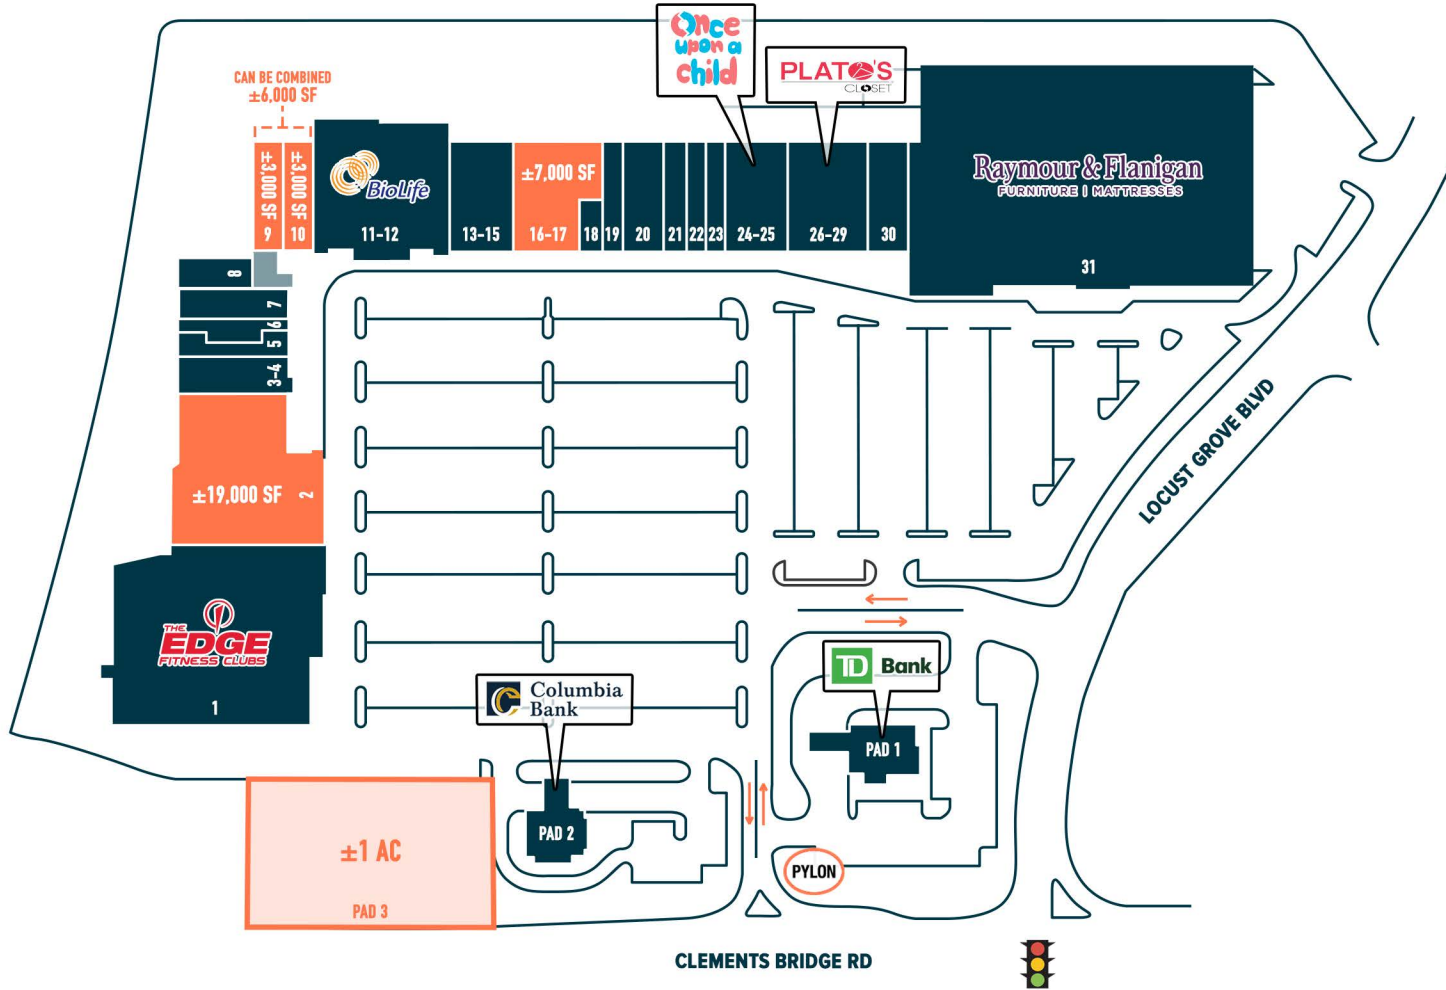 Once
upon a
child
PLATO'S
CLOSET
CAN BE COMBINED
±6,000 SF
±3,000 SF
9
±3,000 SF
10
BioLife
11-12
13-15
±7,000 SF
16-17
18
19
20
21
22
23
24-25
26-29
30
Raymour & Flanigan
FURNITURE | MATTRESSES
31
8
7
6
5
3-4
±19,000 SF
2
THE
EDGE
FITNESS CLUBS
1
LOCUST GROVE BLVD
Columbia
Bank
TD Bank
PAD 1
PAD 2
±1 AC
PAD 3
PYLON
CLEMENTS BRIDGE RD